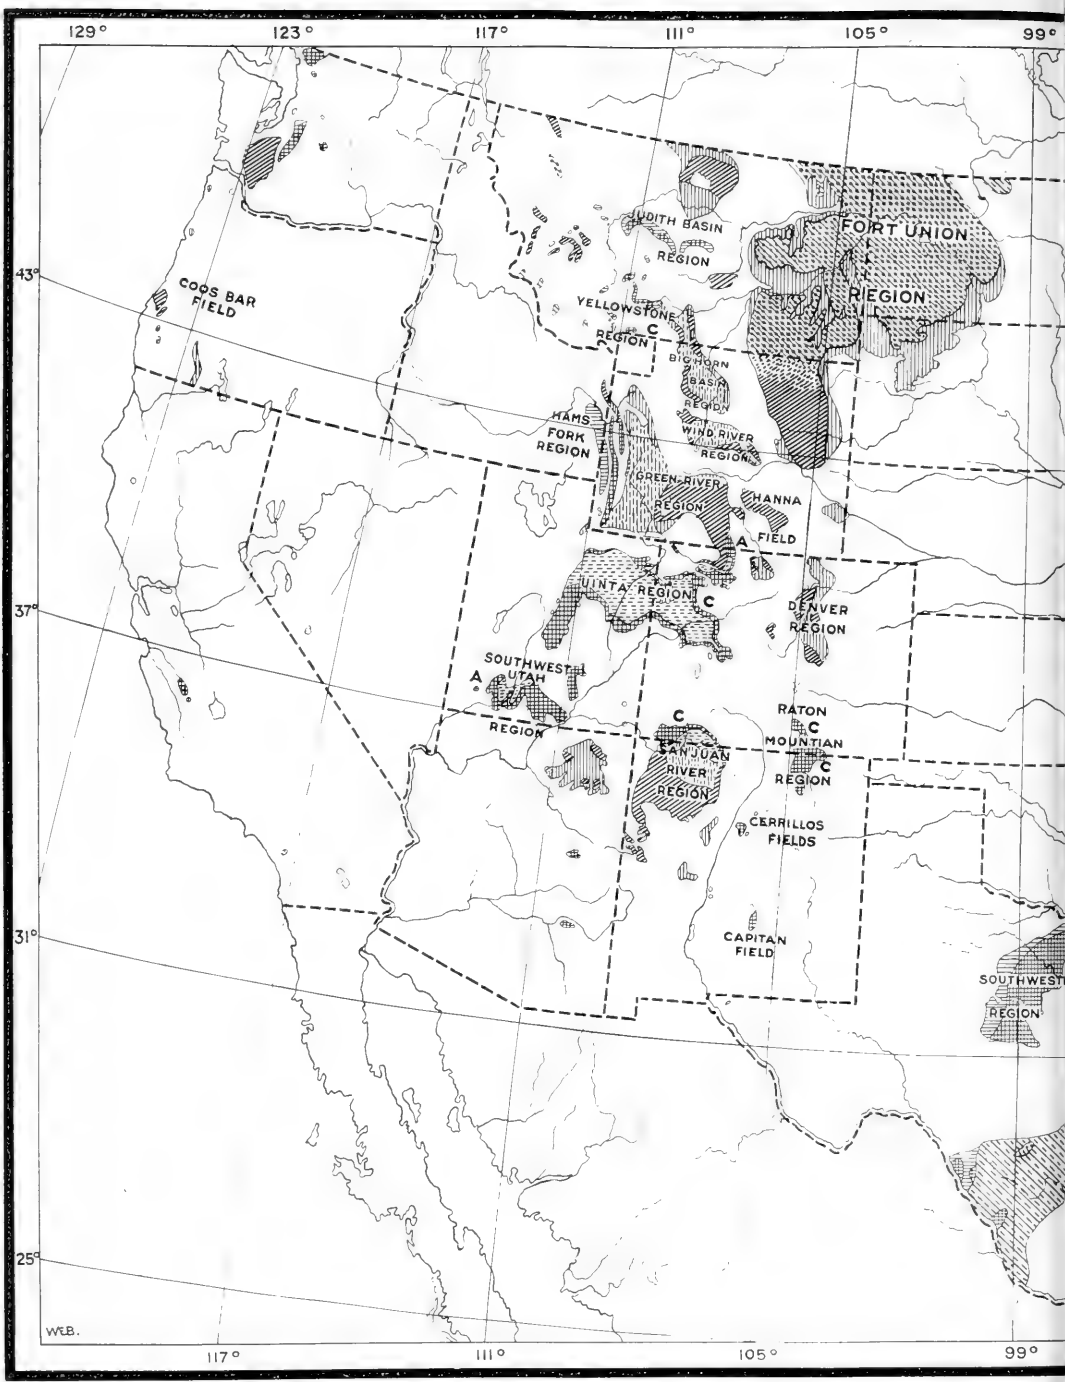 129° 123° 117° 111° 105° 99°
JUDITH BASIN
REGION
FORT UNION
REGION
43°
COOS BAR
FIELD
YELLOWSTONE
REGION
C
BIGHORN
BASIN
REGION
HAMS
FORK
REGION
WIND RIVER
REGION
GREEN RIVER
REGION
HANNA
FIELD
A
UINTA REGION
C
DENVER
REGION
37°
SOUTHWEST
UTAH
REGION
A
C
SAN JUAN
RIVER
REGION
RATON
C
MOUNTIAN
C
REGION
CERRILLOS
FIELDS
31°
CAPITAN
FIELD
SOUTHWEST
REGION
25°
W.E.B.
117° 111° 105° 99°